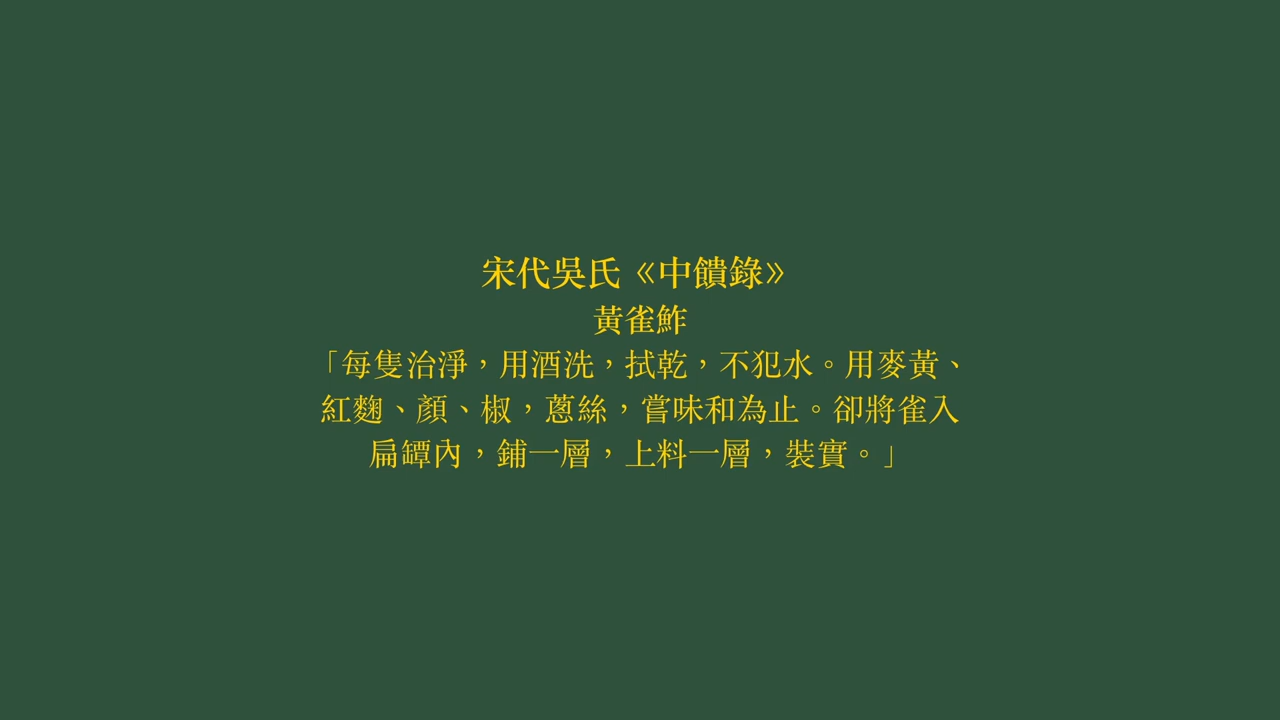 宋代吳氏《中饋錄》
黃雀鮓
「每隻治淨，用酒洗，拭乾，不犯水。用麥黃、
紅麴、顏、椒，蔥絲，嘗味和為止。卻將雀入
扁罈內，鋪一層，上料一層，裝實。」